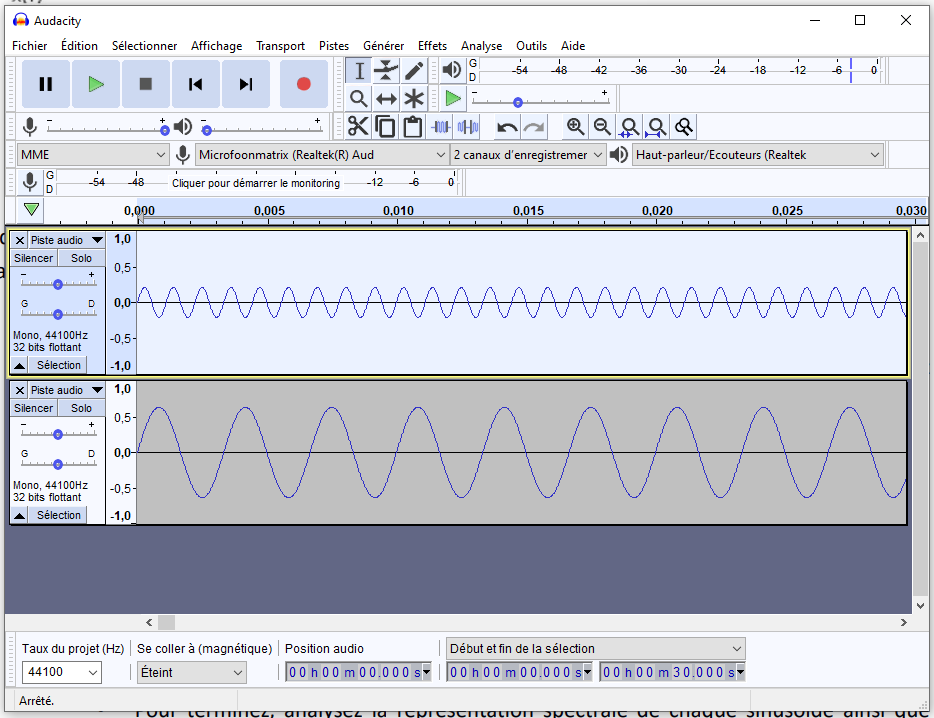 Audacity
Fichier Édition Sélectionner Affichage Transport Pistes Générer Effets Analyse Outils Aide
G
D
-54 -48 -42 -36 -30 -24 -18 -12 -6 0
MME
Microfoonmatrix (Realtek(R) Aud
2 canaux d'enregistremer
Haut-parleur/Ecouteurs (Realtek
G
D
-54 -48 Cliquer pour démarrer le monitoring -12 -6 0
0,000 0,005 0,010 0,015 0,020 0,025 0,030
Piste audio
Silencer Solo
- +
G D
Mono, 44100Hz
32 bits flottant
Sélection
1,0
0,5-
0,0-
-0,5-
-1,0
Piste audio
Silencer Solo
- +
G D
Mono, 44100Hz
32 bits flottant
Sélection
1,0
0,5-
0,0-
-0,5-
-1,0
Taux du projet (Hz) Se coller à (magnétique) Position audio Début et fin de la sélection
44100 Éteint 00 h 00 m 00.000 s 00 h 00 m 00.000 s 00 h 00 m 30.000 s
Arrêté.
Pour terminez, analysez la représentation spectrale de chaque sinusoïde ainsi que